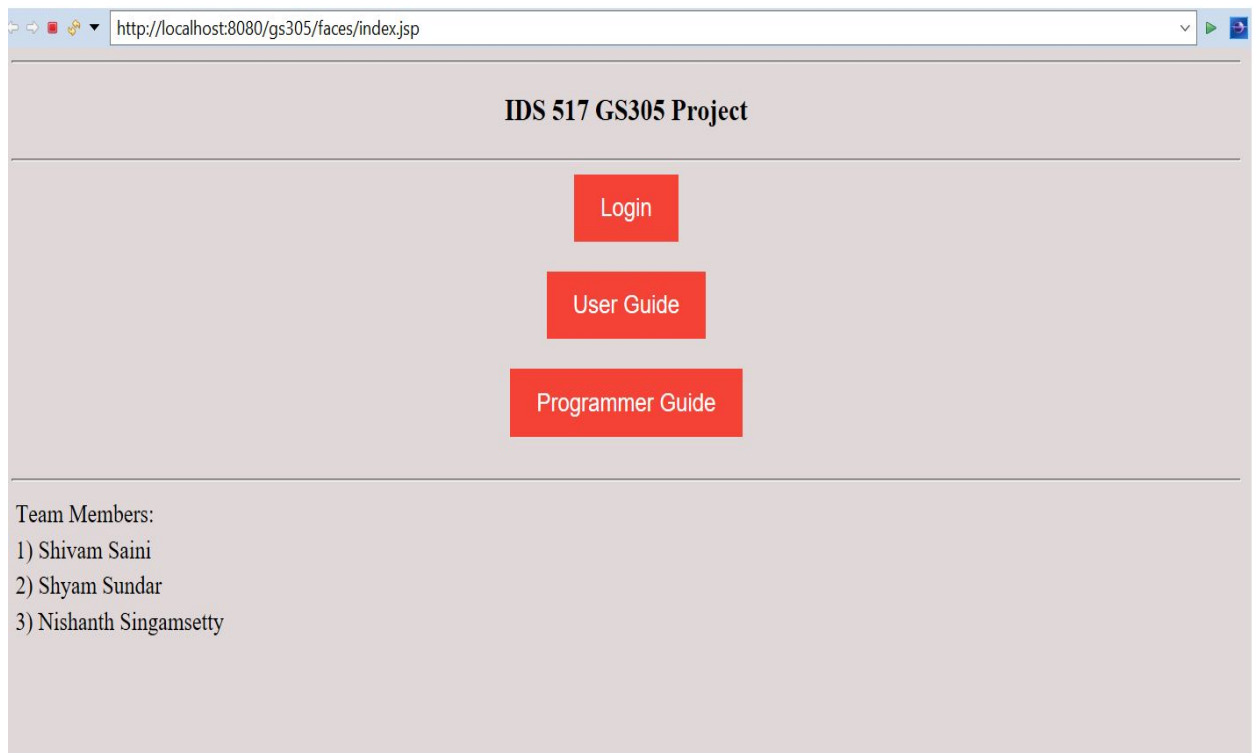 http://localhost:8080/gs305/faces/index.jsp
IDS 517 GS305 Project
Login
User Guide
Programmer Guide
Team Members:
1) Shivam Saini
2) Shyam Sundar
3) Nishanth Singamsetty